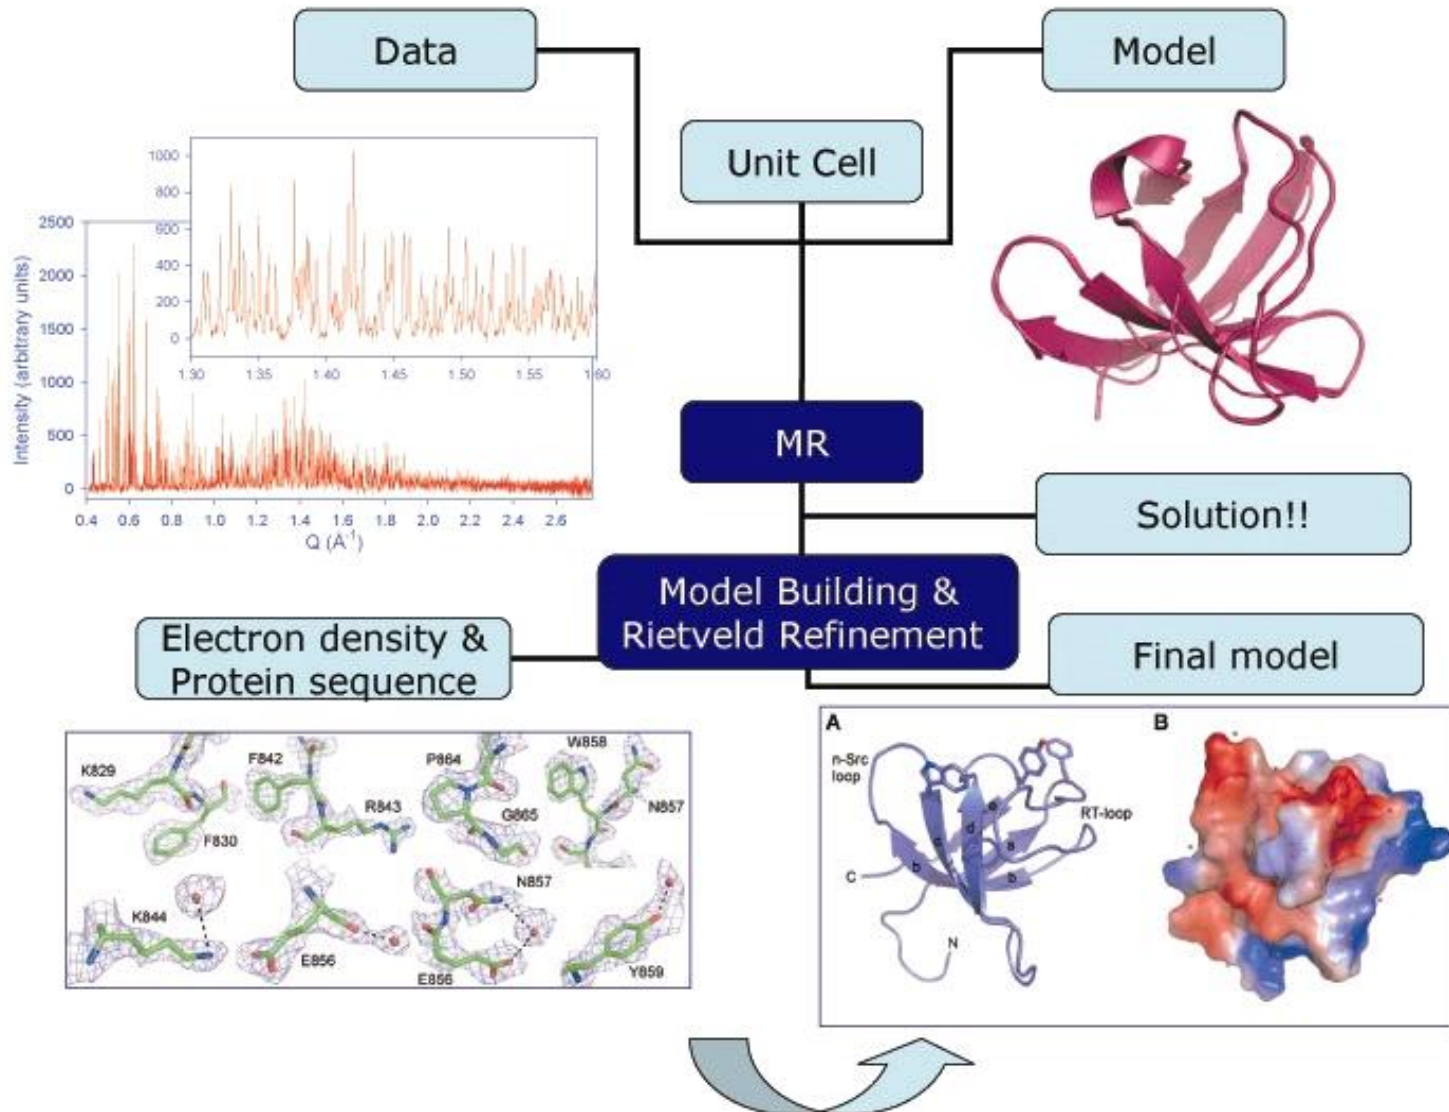 Data
Model
Unit Cell
1000
800
600
400
200
0
1.30
1.35
1.40
1.45
1.50
1.55
1.60
2500
2000
1500
1000
500
0
Intensity (arbitrary units)
0.4
0.6
0.8
1.0
1.2
1.4
1.6
1.8
2.0
2.2
2.4
2.6
Q (A⁻¹)
MR
Solution!!
Model Building &
Rietveld Refinement
Electron density &
Protein sequence
Final model
K829
F830
F842
R843
P864
G865
W858
N857
K844
E856
N857
E856
Y859
A
n-Src
loop
RT-loop
e
d
c
a
b
b
C
N
B